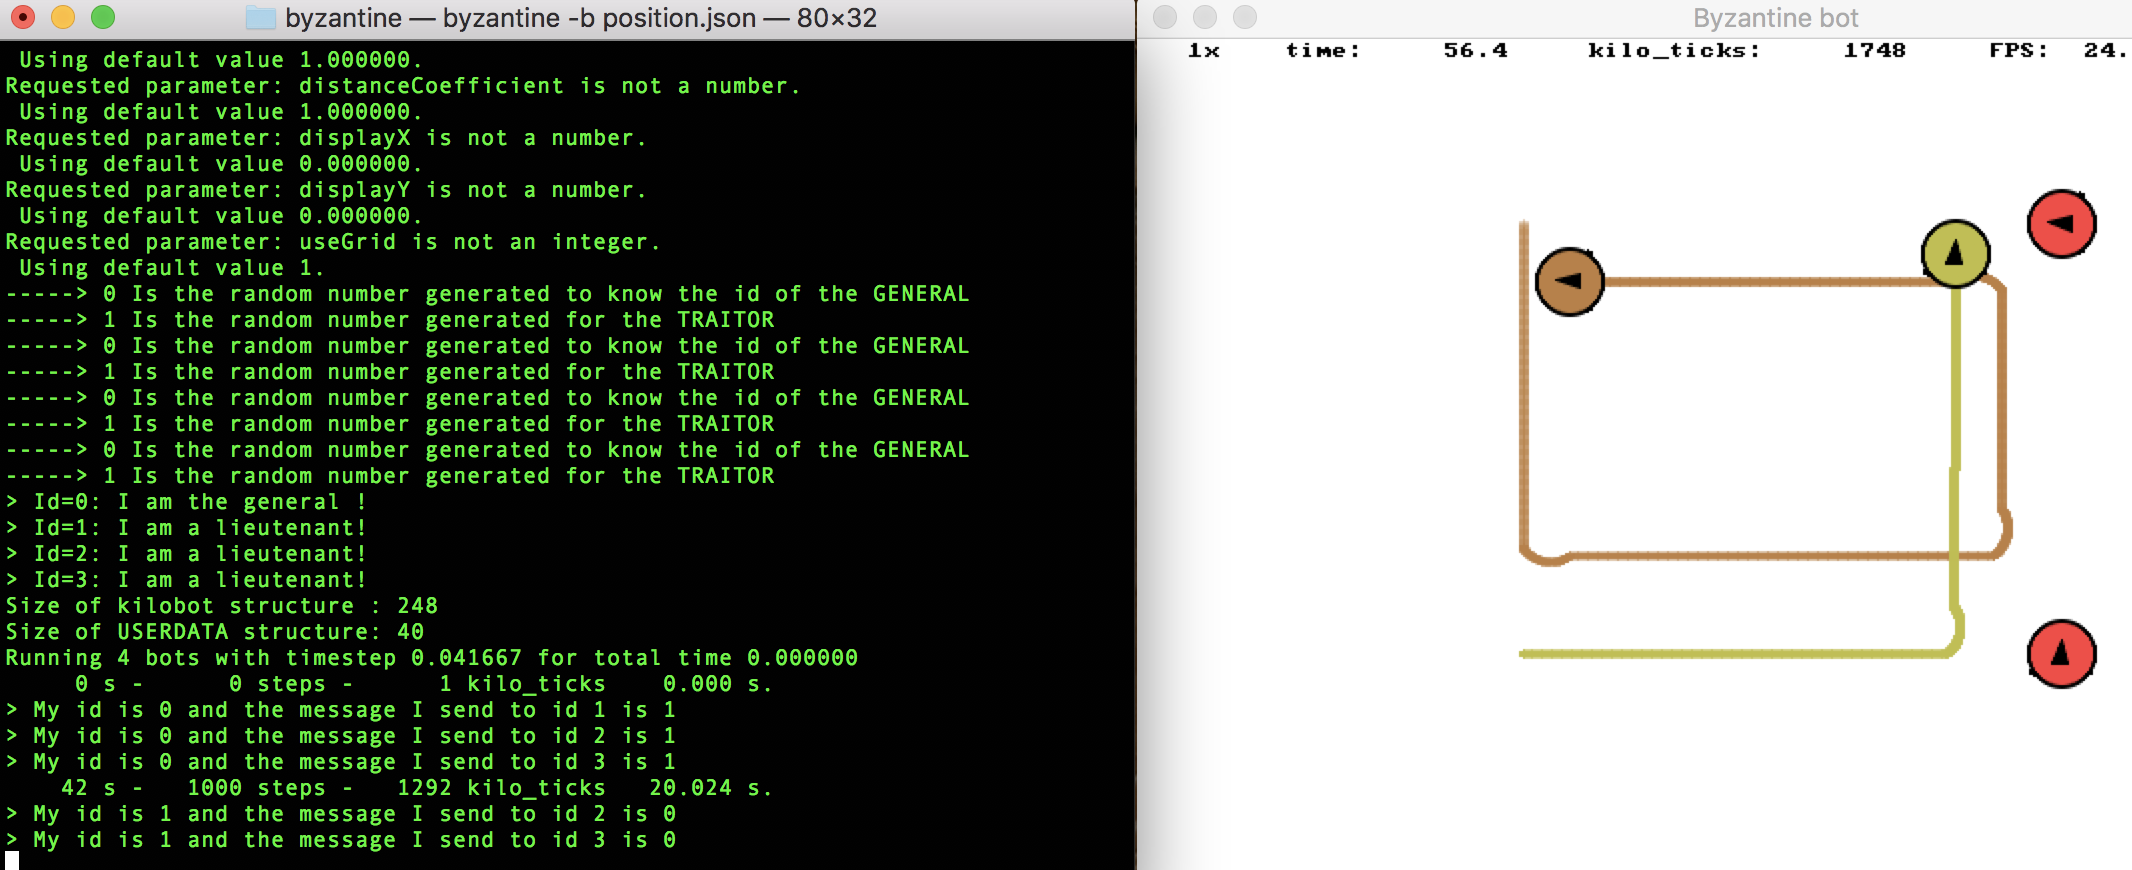 byzantine — byzantine -b position.json — 80×32
Using default value 1.000000.
Requested parameter: distanceCoefficient is not a number.
Using default value 1.000000.
Requested parameter: displayX is not a number.
Using default value 0.000000.
Requested parameter: displayY is not a number.
Using default value 0.000000.
Requested parameter: useGrid is not an integer.
Using default value 1.
-----> 0 Is the random number generated to know the id of the GENERAL
-----> 1 Is the random number generated for the TRAITOR
-----> 0 Is the random number generated to know the id of the GENERAL
-----> 1 Is the random number generated for the TRAITOR
-----> 0 Is the random number generated to know the id of the GENERAL
-----> 1 Is the random number generated for the TRAITOR
-----> 0 Is the random number generated to know the id of the GENERAL
-----> 1 Is the random number generated for the TRAITOR
> Id=0: I am the general !
> Id=1: I am a lieutenant!
> Id=2: I am a lieutenant!
> Id=3: I am a lieutenant!
Size of kilobot structure : 248
Size of USERDATA structure: 40
Running 4 bots with timestep 0.041667 for total time 0.000000
0 s - 0 steps - 1 kilo_ticks 0.000 s.
> My id is 0 and the message I send to id 1 is 1
> My id is 0 and the message I send to id 2 is 1
> My id is 0 and the message I send to id 3 is 1
42 s - 1000 steps - 1292 kilo_ticks 20.024 s.
> My id is 1 and the message I send to id 2 is 0
> My id is 1 and the message I send to id 3 is 0
Byzantine bot
1x time: 56.4 kilo_ticks: 1748 FPS: 24.